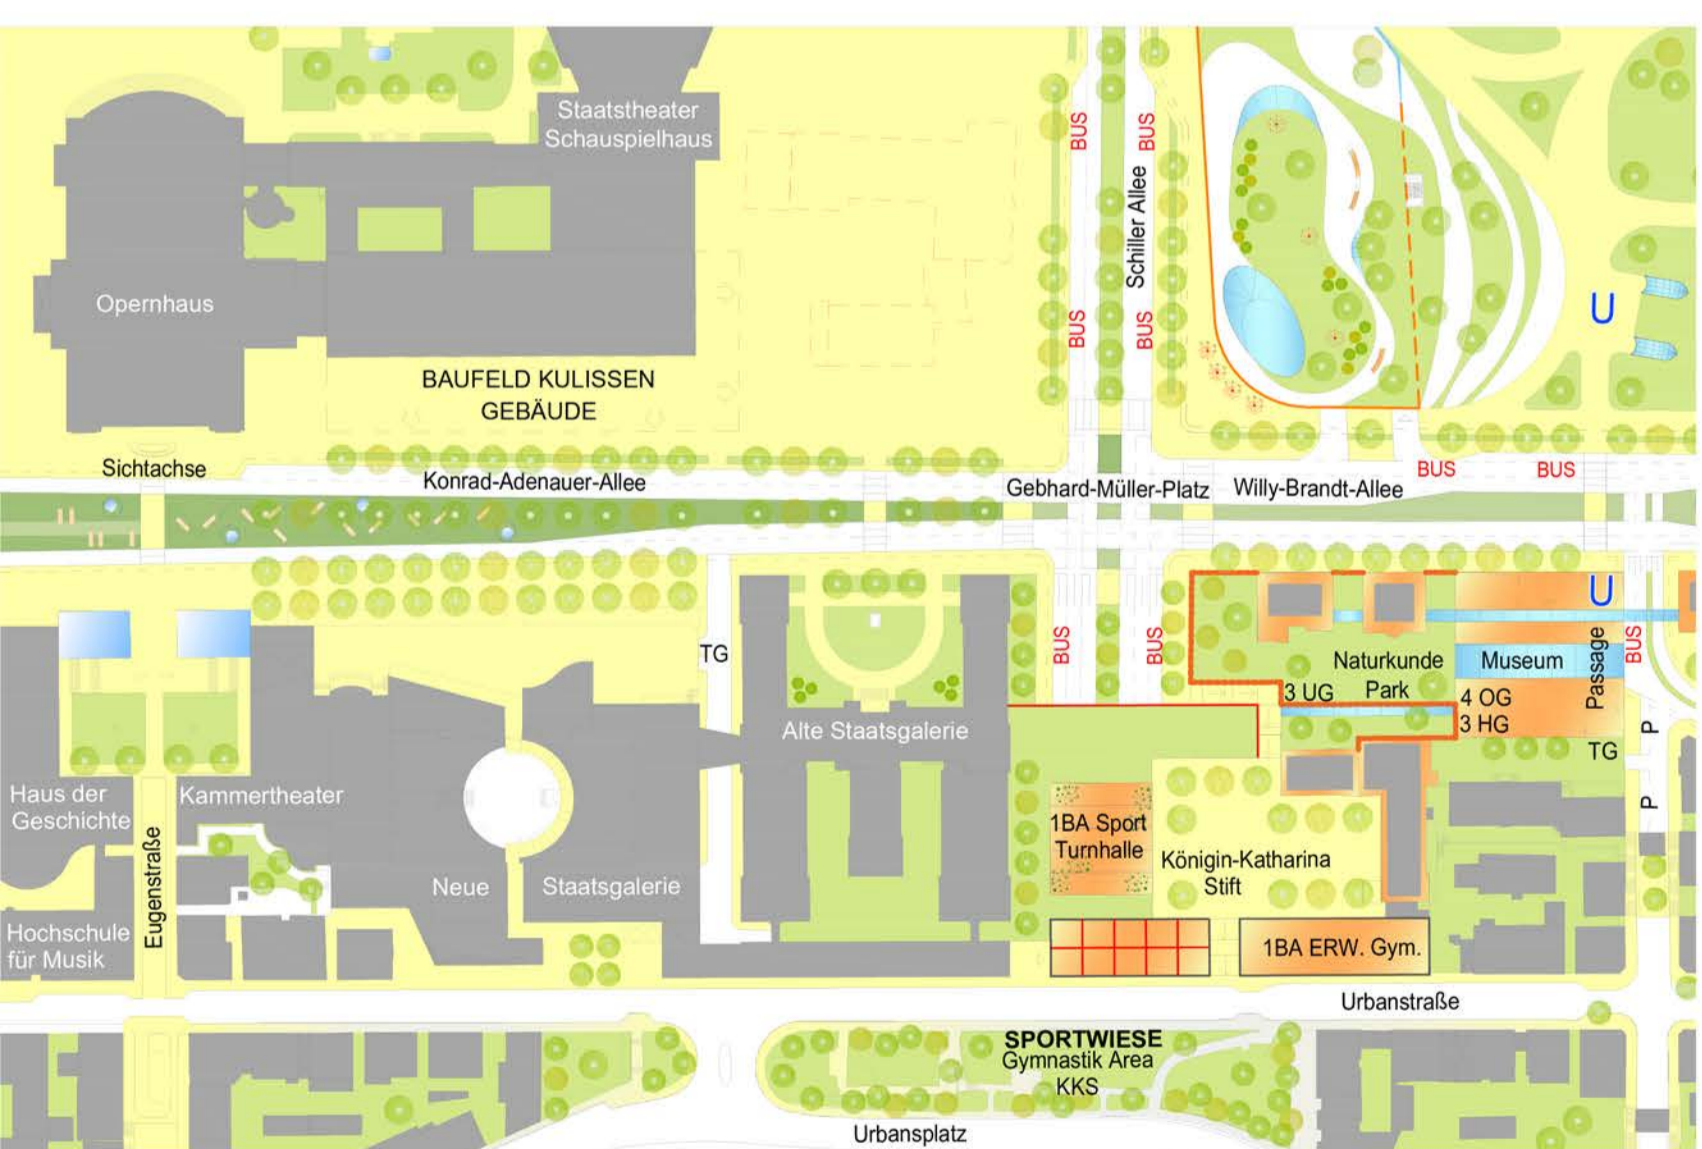 Staatstheater
Schauspielhaus
BUS
BUS
Schiller Allee
Opernhaus
U
BUS
BUS
BAUFELD KULISSEN
GEBÄUDE
Sichtachse
Konrad-Adenauer-Allee
Gebhard-Müller-Platz
Willy-Brandt-Allee
BUS
BUS
U
TG
BUS
BUS
Naturkunde
Park
Museum
Passage
BUS
3 UG
4 OG
3 HG
Alte Staatsgalerie
TG
P
P
Haus der
Geschichte
Kammertheater
Eugenstraße
1BA Sport
Turnhalle
Königin-Katharina
Stift
Neue
Staatsgalerie
Hochschule
für Musik
1BA ERW. Gym.
Urbanstraße
SPORTWIESE
Gymnastik Area
KKS
Urbansplatz